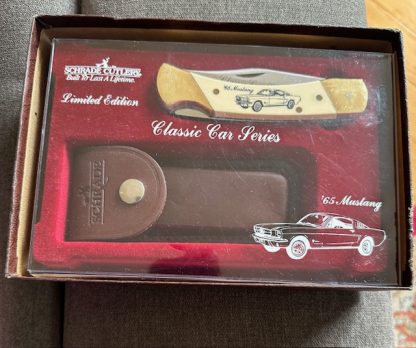 SCHRADE CUTLERY
Built To Last A Lifetime.
Limited Edition
'65 Mustang
Classic Car Series
SCHRADE
'65 Mustang